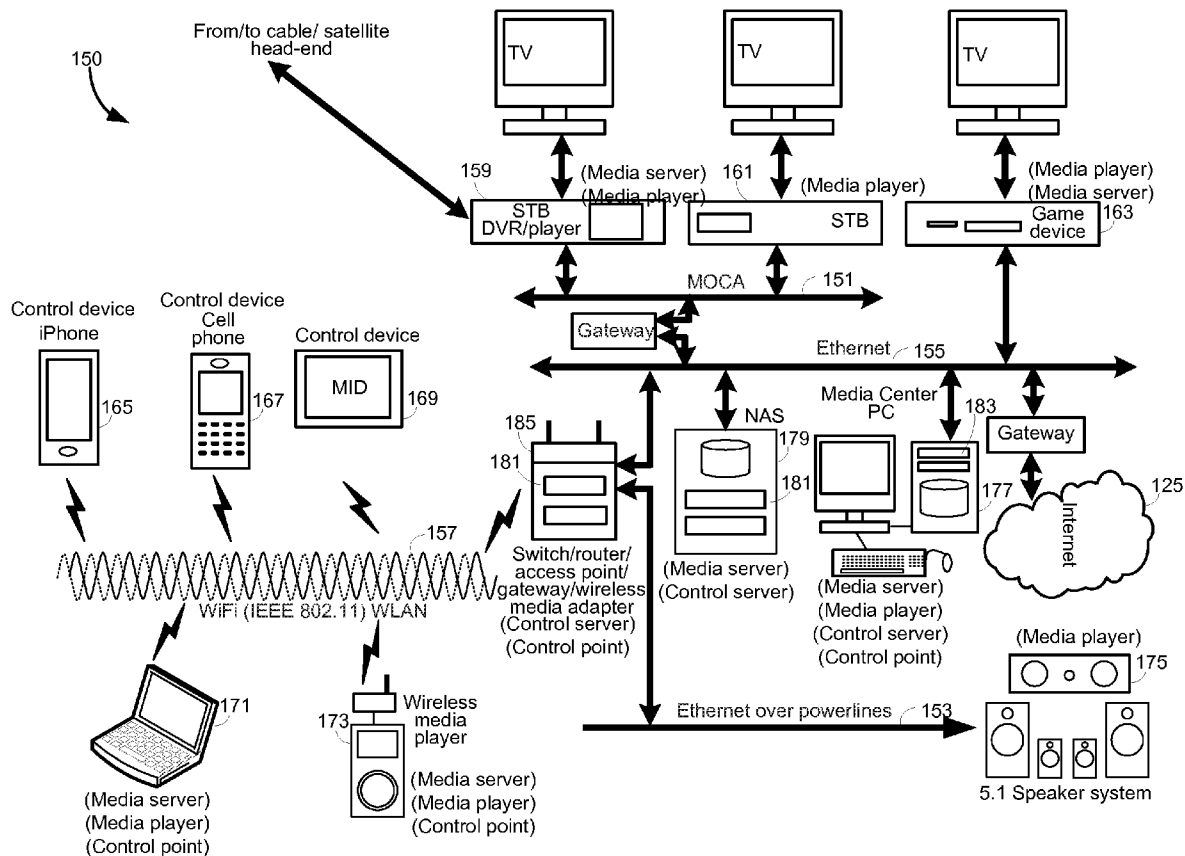 From/to cable/ satellite
head-end
150
TV
TV
TV
159
(Media server)
(Media player)
161
(Media player)
(Media player)
(Media server)
STB
DVR/player
STB
Game
device
163
MOCA
151
Gateway
Ethernet
155
Control device
iPhone
165
Control device
Cell
phone
167
Control device
MID
169
185
181
Switch/router/
access point/
gateway/wireless
media adapter
(Control server)
(Control point)
NAS
179
181
(Media server)
(Control server)
Media Center
PC
183
177
(Media server)
(Media player)
(Control server)
(Control point)
Gateway
Internet
125
157
WiFi (IEEE 802.11) WLAN
171
(Media server)
(Media player)
(Control point)
173
Wireless
media
player
(Media server)
(Media player)
(Control point)
Ethernet over powerlines
153
(Media player)
175
5.1 Speaker system